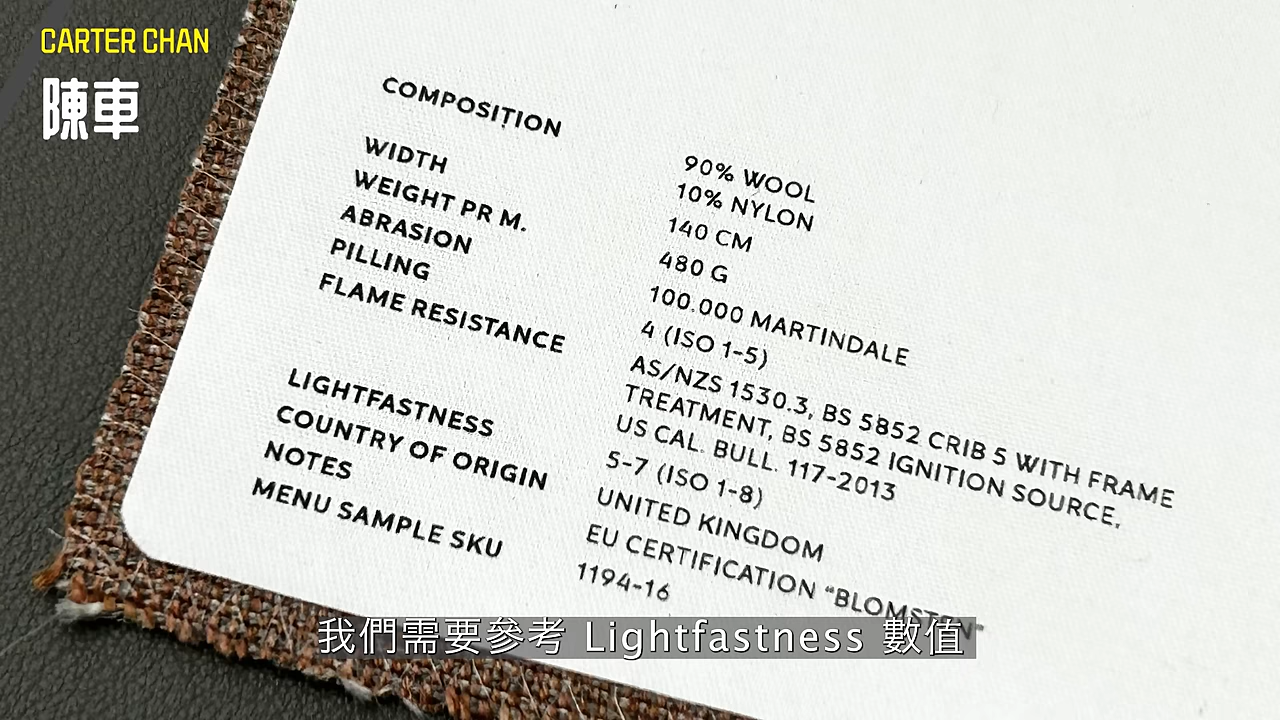 CARTER CHAN
陳車
COMPOSITION
90% WOOL
10% NYLON
WIDTH
140 CM
WEIGHT PR M.
480 G
ABRASION
100.000 MARTINDALE
PILLING
4 (ISO 1-5)
FLAME RESISTANCE
AS/NZS 1530.3, BS 5852 CRIB 5 WITH FRAME
TREATMENT, BS 5852 IGNITION SOURCE,
US CAL. BULL. 117-2013
LIGHTFASTNESS
5-7 (ISO 1-8)
COUNTRY OF ORIGIN
UNITED KINGDOM
NOTES
EU CERTIFICATION “BLOMSTEN”
MENU SAMPLE SKU
1194-16
我們需要參考 Lightfastness 數值